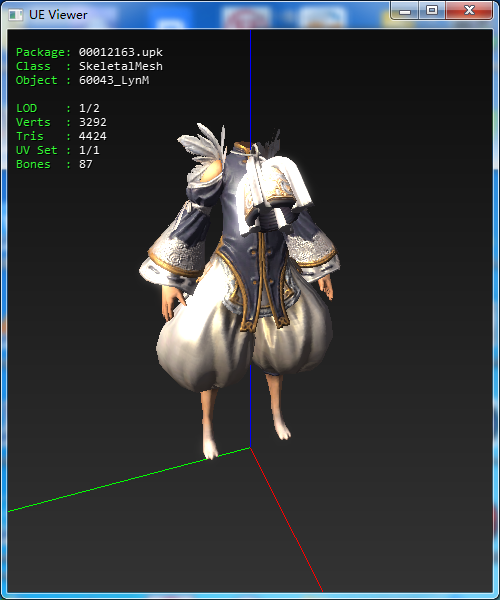 UE Viewer
Package: 00012163.upk
Class : SkeletalMesh
Object : 60043_LynM
LOD : 1/2
Verts : 3292
Tris : 4424
UV Set : 1/1
Bones : 87